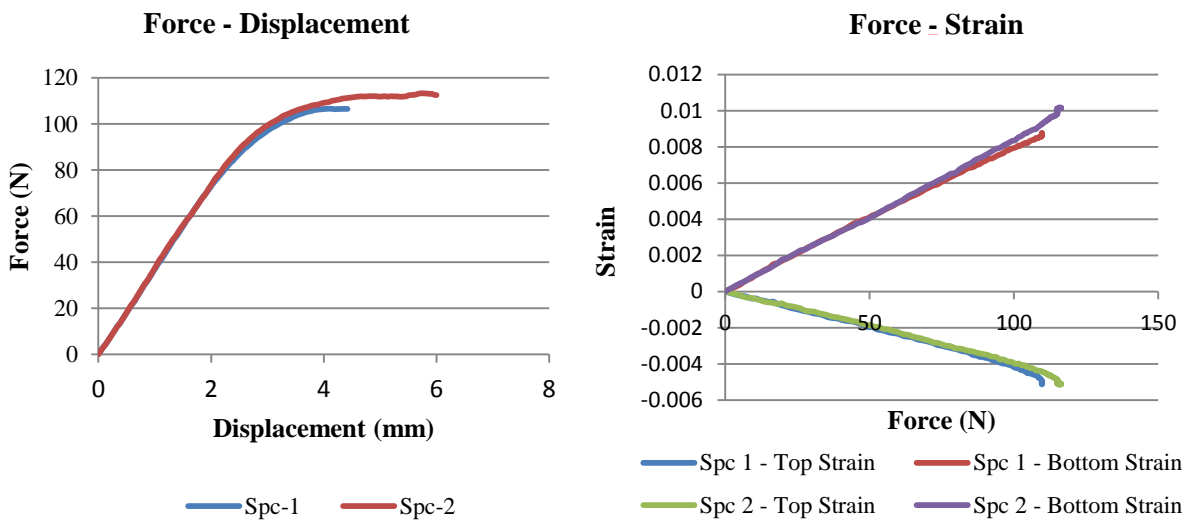 Force - Displacement
120
100
80
60
40
20
0
0 2 4 6 8
Force (N)
Displacement (mm)
Spc-1 Spc-2
Force - Strain
0.012
0.01
0.008
0.006
0.004
0.002
0
-0.002
-0.004
-0.006
0 50 100 150
Strain
Force (N)
Spc 1 - Top Strain Spc 1 - Bottom Strain
Spc 2 - Top Strain Spc 2 - Bottom Strain